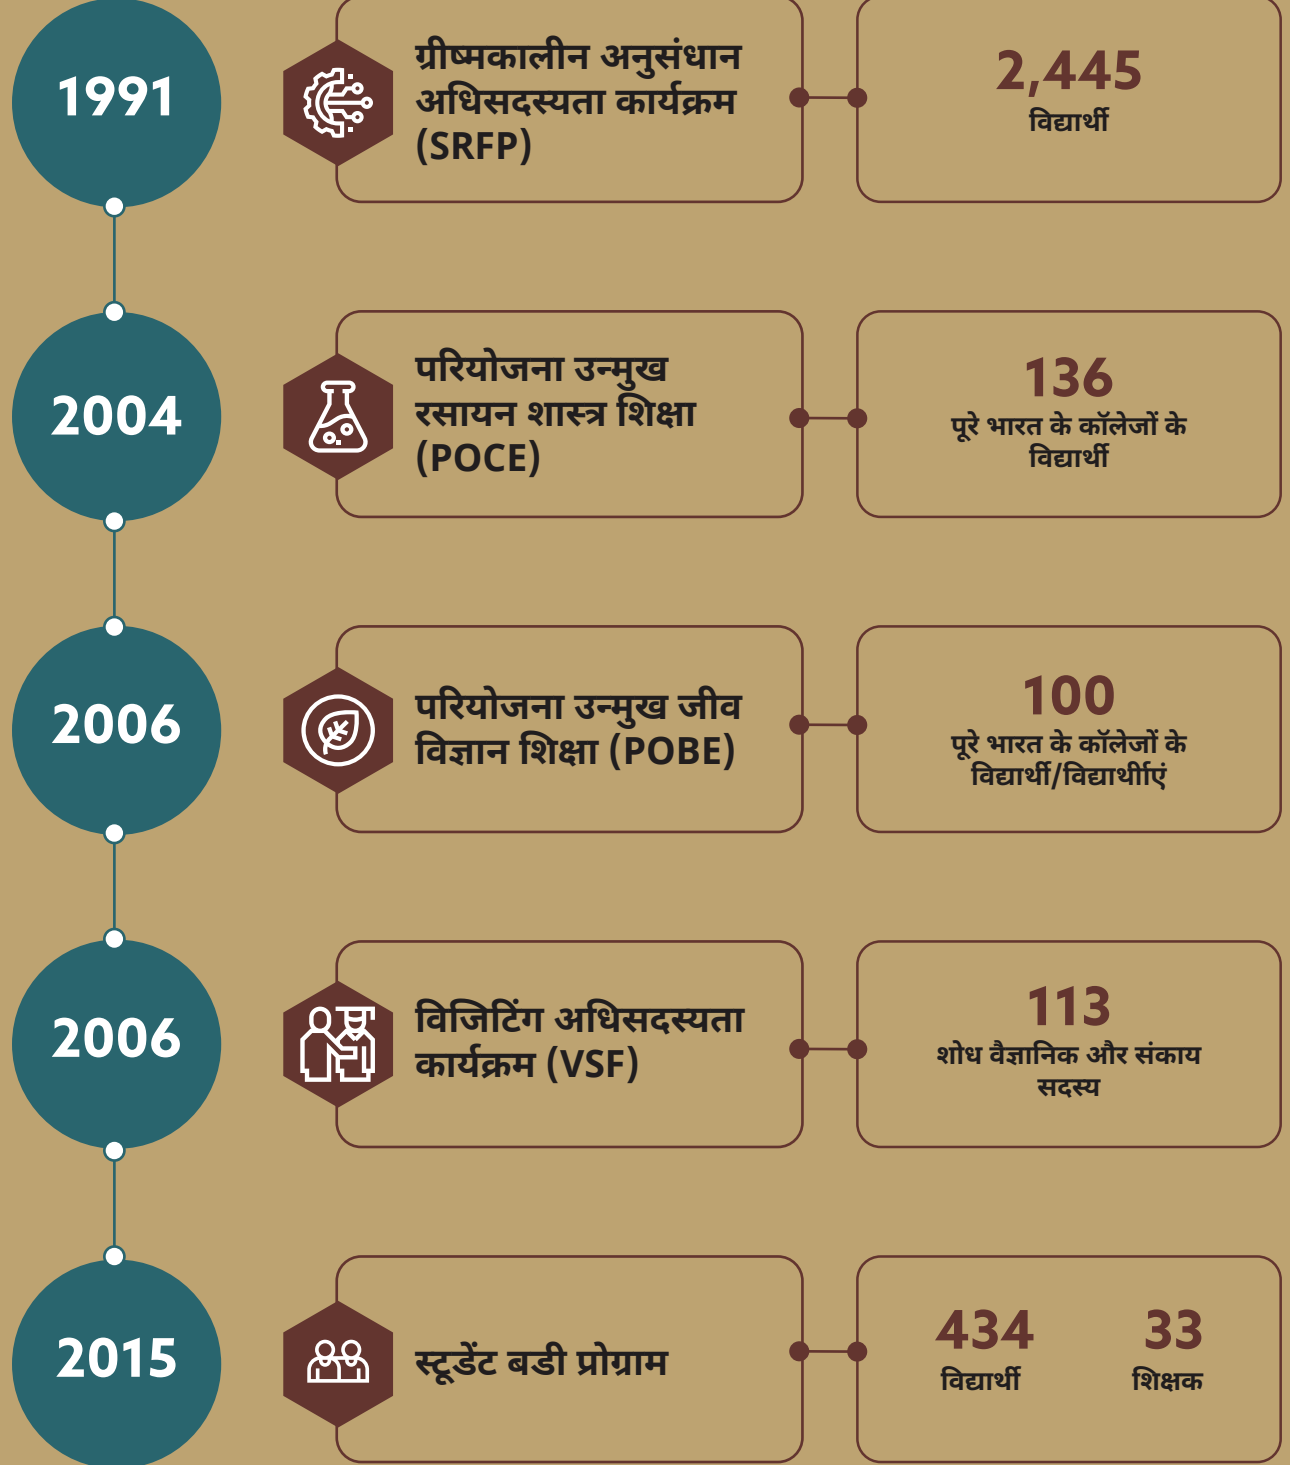 1991
ग्रीष्मकालीन अनुसंधान
अधिसदस्यता कार्यक्रम
(SRFP)
2,445
विद्यार्थी
2004
परियोजना उन्मुख
रसायन शास्त्र शिक्षा
(POCE)
136
पूरे भारत के कॉलेजों के
विद्यार्थी
2006
परियोजना उन्मुख जीव
विज्ञान शिक्षा (POBE)
100
पूरे भारत के कॉलेजों के
विद्यार्थी/विद्यार्थीाएं
2006
विजिटिंग अधिसदस्यता
कार्यक्रम (VSF)
113
शोध वैज्ञानिक और संकाय
सदस्य
2015
स्टूडेंट बडी प्रोग्राम
434
विद्यार्थी
33
शिक्षक